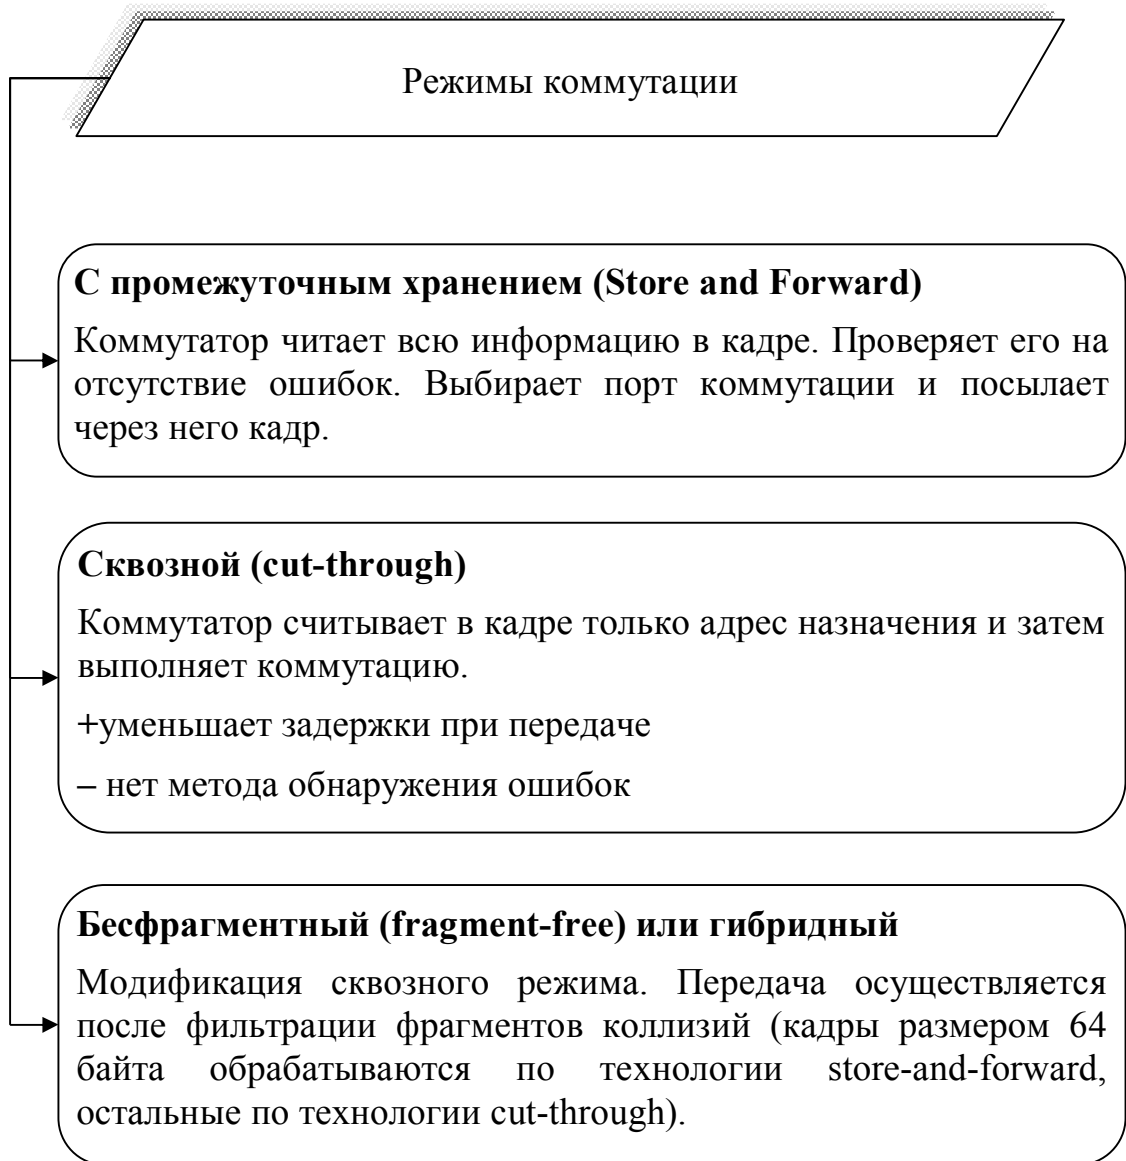 Режимы коммутации
С промежуточным хранением (Store and Forward)
Коммутатор читает всю информацию в кадре. Проверяет его на
отсутствие ошибок. Выбирает порт коммутации и посылает
через него кадр.
Сквозной (cut-through)
Коммутатор считывает в кадре только адрес назначения и затем
выполняет коммутацию.
+уменьшает задержки при передаче
– нет метода обнаружения ошибок
Бесфрагментный (fragment-free) или гибридный
Модификация сквозного режима. Передача осуществляется
после фильтрации фрагментов коллизий (кадры размером 64
байта обрабатываются по технологии store-and-forward,
остальные по технологии cut-through).